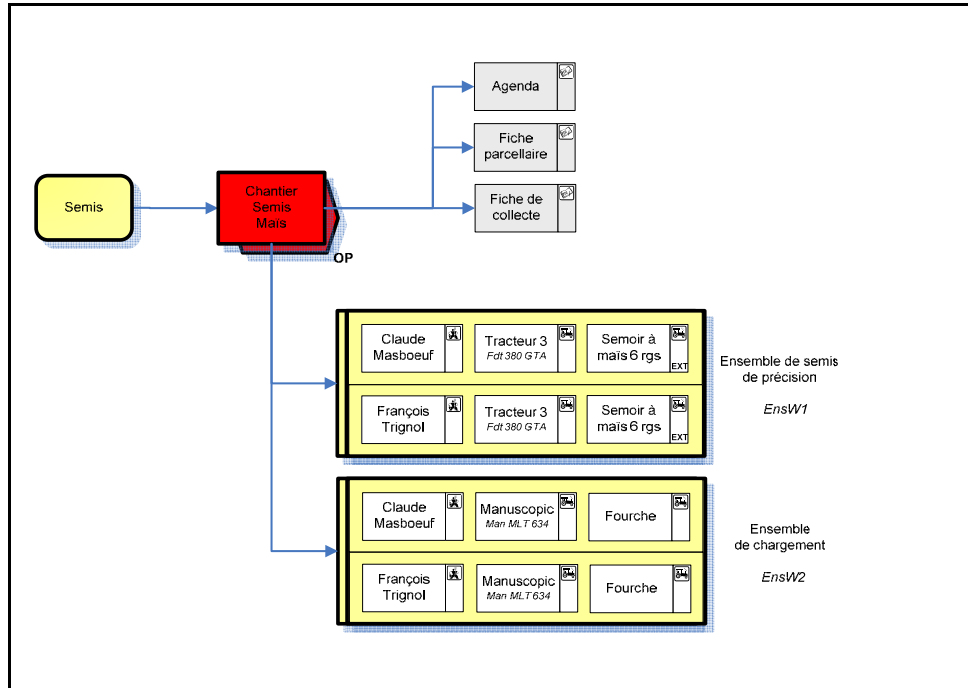 Agenda
Fiche
parcellaire
Fiche de
collecte
Semis
Chantier
Semis
Maïs
OP
Claude
Masboeuf
Tracteur 3
Fdt 380 GTA
Semoir à
maïs 6 rgs
EXT
François
Trignol
Tracteur 3
Fdt 380 GTA
Semoir à
maïs 6 rgs
EXT
Ensemble de semis
de précision
EnsW1
Claude
Masboeuf
Manuscopic
Man MLT 634
Fourche
François
Trignol
Manuscopic
Man MLT 634
Fourche
Ensemble
de chargement
EnsW2